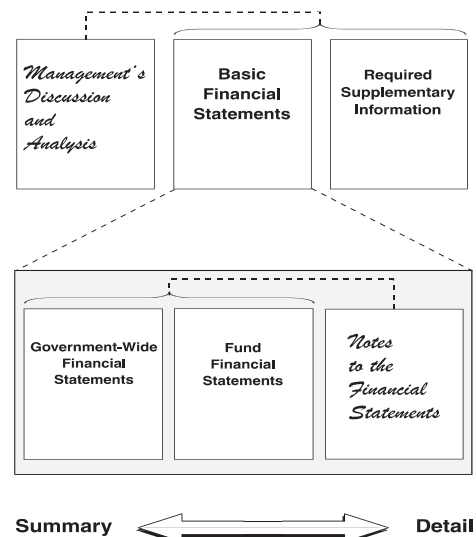 Management's
Discussion
and
Analysis
Basic
Financial
Statements
Required
Supplementary
Information
Government-Wide
Financial
Statements
Fund
Financial
Statements
Notes
to the
Financial
Statements
Summary
Detail